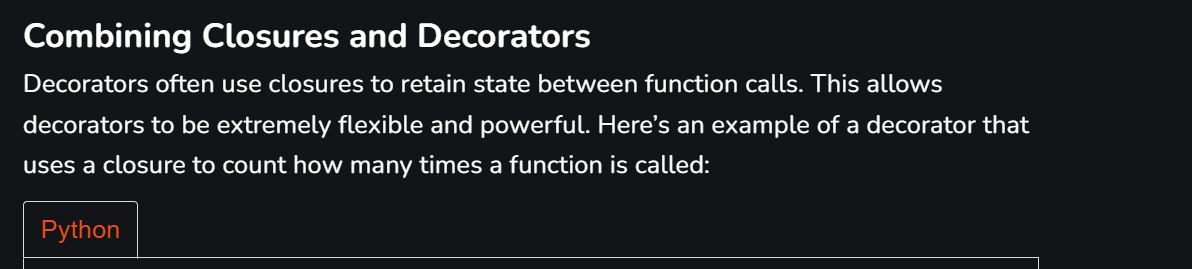 Combining Closures and Decorators
Decorators often use closures to retain state between function calls. This allows
decorators to be extremely flexible and powerful. Here’s an example of a decorator that
uses a closure to count how many times a function is called:
Python